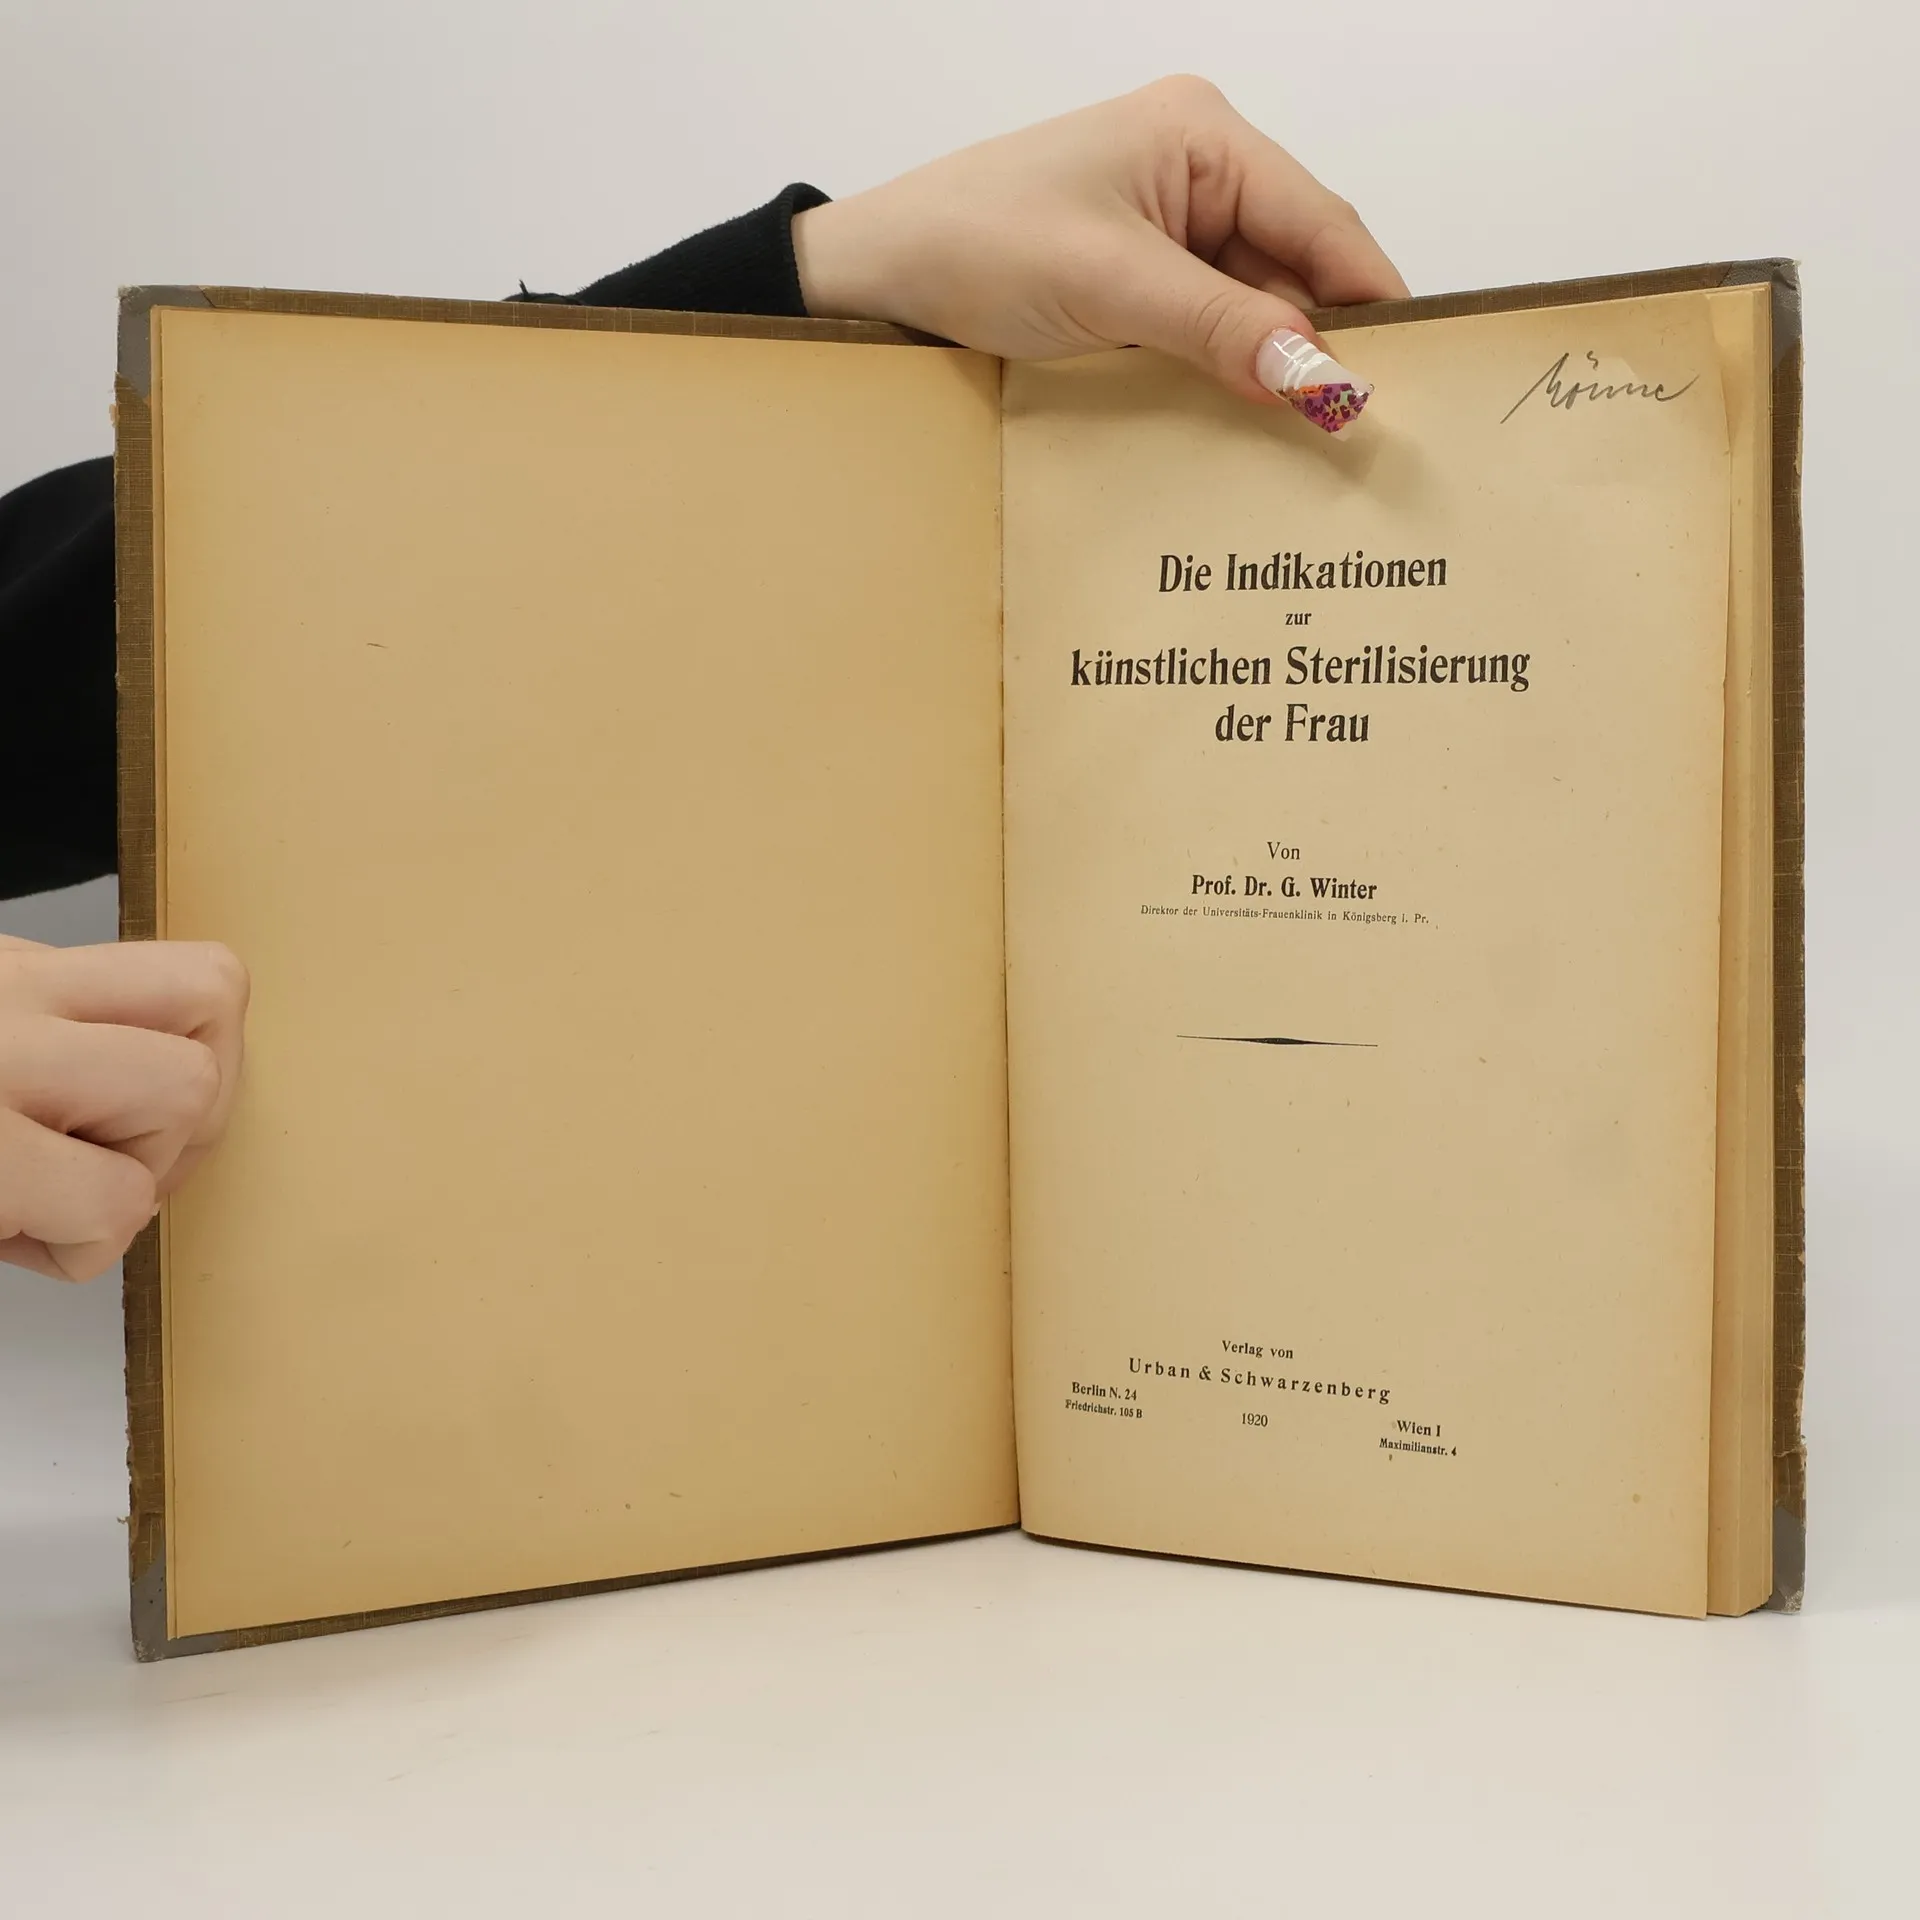 Die Indikationen
zur
künstlichen Sterilisierung
der Frau
Von
Prof. Dr. G. Winter
Direktor der Universitäts-Frauenklinik in Königsberg i. Pr.
Verlag von
Urban & Schwarzenberg
Berlin N. 24
Friedrichstr. 105 B
1920
Wien I
Maximilianstr. 4